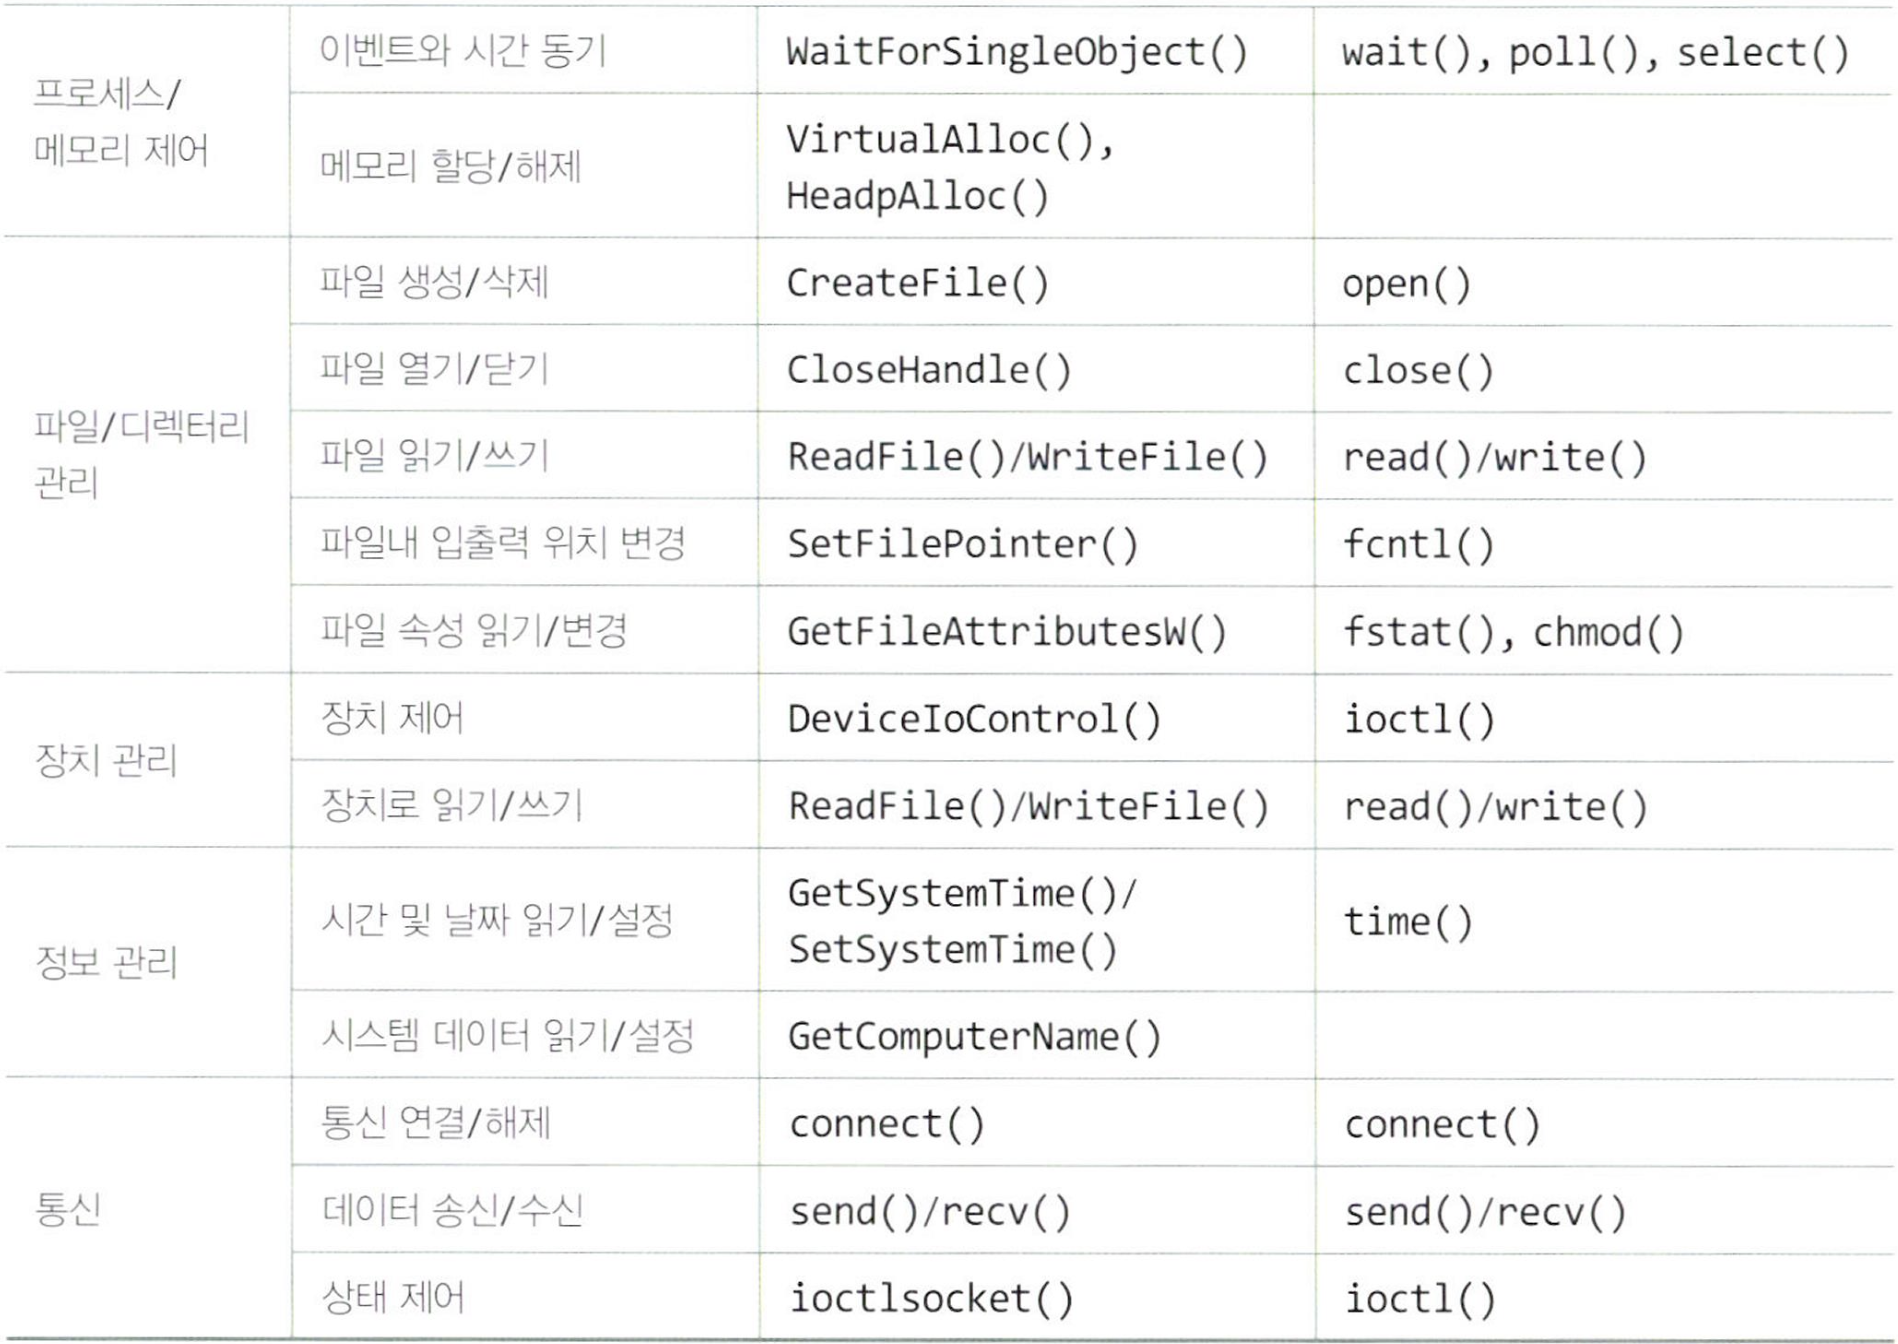 프로세스/
메모리 제어
이벤트와 시간 동기
WaitForSingleObject()
wait(), poll(), select()
메모리 할당/해제
VirtualAlloc(),
HeadpAlloc()
파일/디렉터리
관리
파일 생성/삭제
CreateFile()
open()
파일 열기/닫기
CloseHandle()
close()
파일 읽기/쓰기
ReadFile()/WriteFile()
read()/write()
파일내 입출력 위치 변경
SetFilePointer()
fcntl()
파일 속성 읽기/변경
GetFileAttributesW()
fstat(), chmod()
장치 관리
장치 제어
DeviceIoControl()
ioctl()
장치로 읽기/쓰기
ReadFile()/WriteFile()
read()/write()
정보 관리
시간 및 날짜 읽기/설정
GetSystemTime()/
SetSystemTime()
time()
시스템 데이터 읽기/설정
GetComputerName()
통신
통신 연결/해제
connect()
connect()
데이터 송신/수신
send()/recv()
send()/recv()
상태 제어
ioctlsocket()
ioctl()